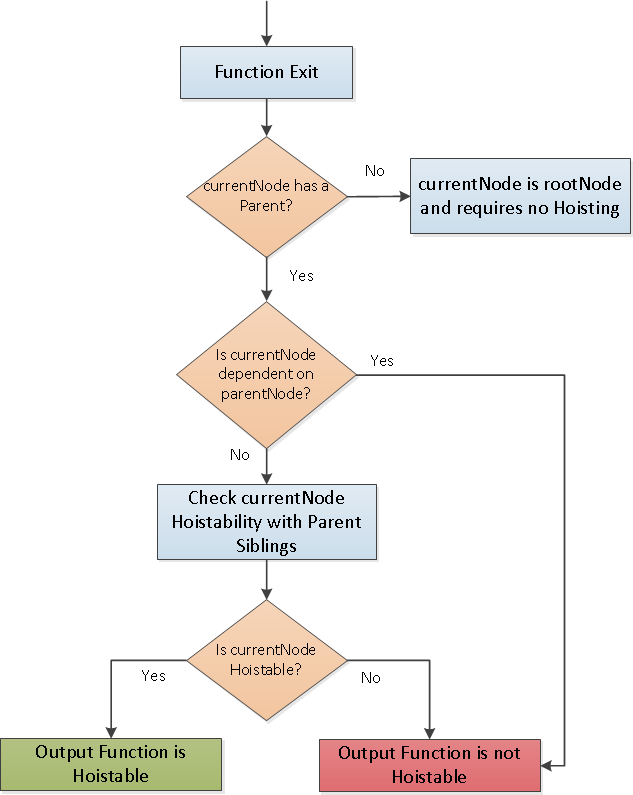 Function Exit
currentNode has a
Parent?
No
currentNode is rootNode
and requires no Hoisting
Yes
Is currentNode
dependent on
parentNode?
Yes
No
Check currentNode
Hoistability with Parent
Siblings
Is currentNode
Hoistable?
Yes
No
Output Function is
Hoistable
Output Function is not
Hoistable